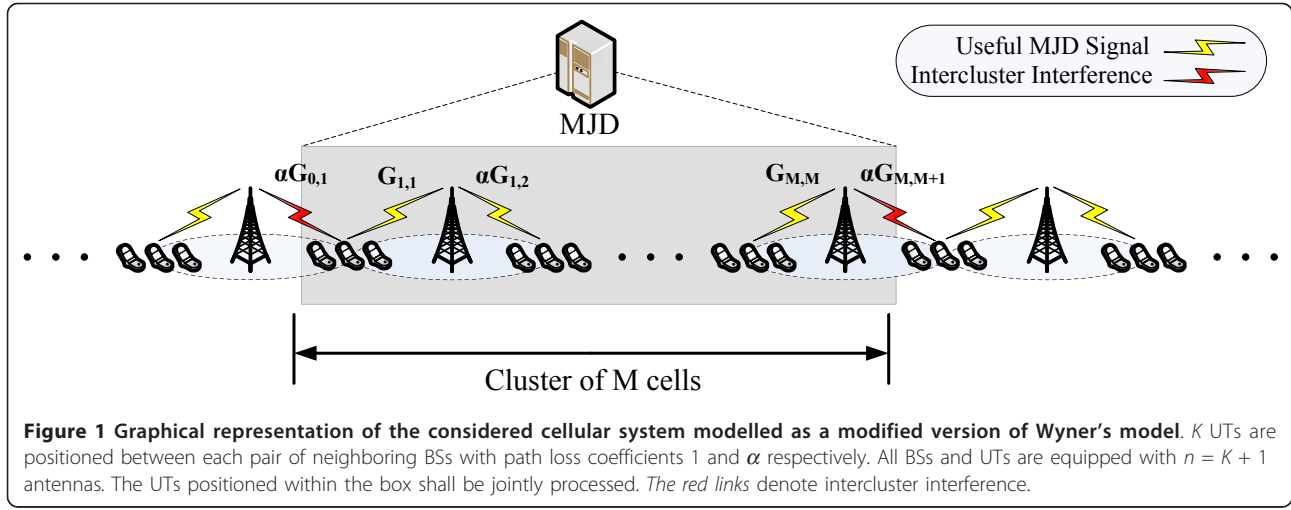 Useful MJD Signal
Intercluster Interference
MJD
αG0,1
G1,1
αG1,2
GM,M
αGM,M+1
• • •
• • •
• • •
Cluster of M cells
Figure 1 Graphical representation of the considered cellular system modelled as a modified version of Wyner's model. K UTs are
positioned between each pair of neighboring BSs with path loss coefficients 1 and α respectively. All BSs and UTs are equipped with n = K + 1
antennas. The UTs positioned within the box shall be jointly processed. The red links denote intercluster interference.